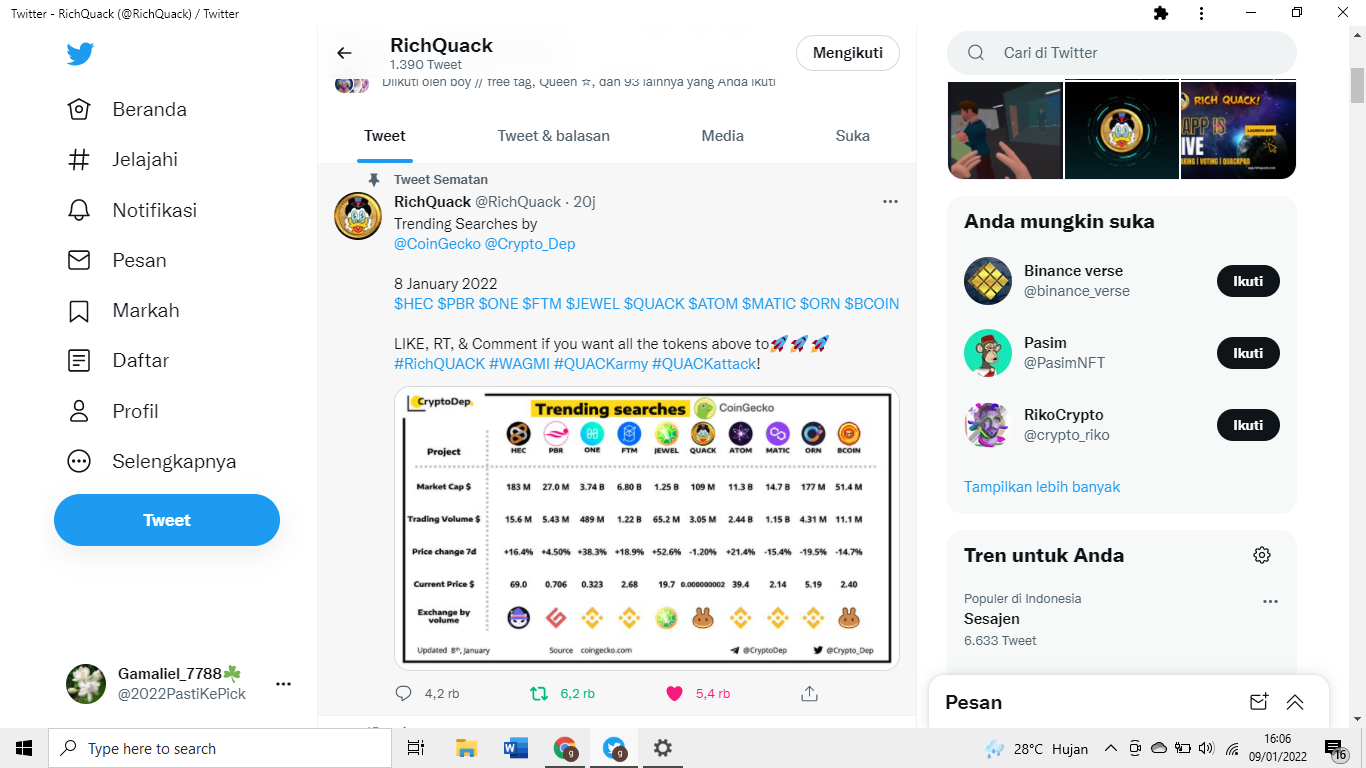 Twitter - RichQuack (@RichQuack) / Twitter
RichQuack
1.390 Tweet
Mengikuti
Cari di Twitter
Diikuti oleh boy // free tag, Queen ☆, dan 93 lainnya yang Anda ikuti
Beranda
Jelajahi
Notifikasi
Pesan
Markah
Daftar
Profil
Selengkapnya
Tweet
Gamaliel_7788☘️
@2022PastiKePick
Tweet
Tweet & balasan
Media
Suka
Tweet Sematan
RichQuack @RichQuack · 20j
Trending Searches by
@CoinGecko @Crypto_Dep
8 January 2022
$HEC $PBR $ONE $FTM $JEWEL $QUACK $ATOM $MATIC $ORN $BCOIN
LIKE, RT, & Comment if you want all the tokens above to🚀🚀🚀
#RichQUACK #WAGMI #QUACKarmy #QUACKattack!
CryptoDep.
Trending searches CoinGecko
Project HEC PBR ONE FTM JEWEL QUACK ATOM MATIC ORN BCOIN
Market Cap $ 183 M 27.0 M 3.74 B 6.80 B 1.25 B 109 M 11.3 B 14.7 B 177 M 51.4 M
Trading Volume $ 15.6 M 5.43 M 489 M 1.22 B 65.2 M 3.05 M 2.44 B 1.15 B 4.31 M 11.1 M
Price change 7d +16.4% +4.50% +38.3% +18.9% +52.6% -1.20% +21.4% -15.4% -19.5% -14.7%
Current Price $ 69.0 0.706 0.323 2.68 19.7 0.000000002 39.4 2.14 5.19 2.40
Exchange by
volume
Updated 8th, January Source coingecko.com @CryptoDep @Crypto_Dep
4,2 rb 6,2 rb 5,4 rb
RICH QUACK!
APP IS
LAUNCH APP
IVE
KING | VOTING | QUACKPAD
Anda mungkin suka
Binance verse
@binance_verse
Ikuti
Pasim
@PasimNFT
Ikuti
RikoCrypto
@crypto_riko
Ikuti
Tampilkan lebih banyak
Tren untuk Anda
Populer di Indonesia
Sesajen
6.633 Tweet
Pesan
Type here to search
28°C Hujan
16:06
09/01/2022
16